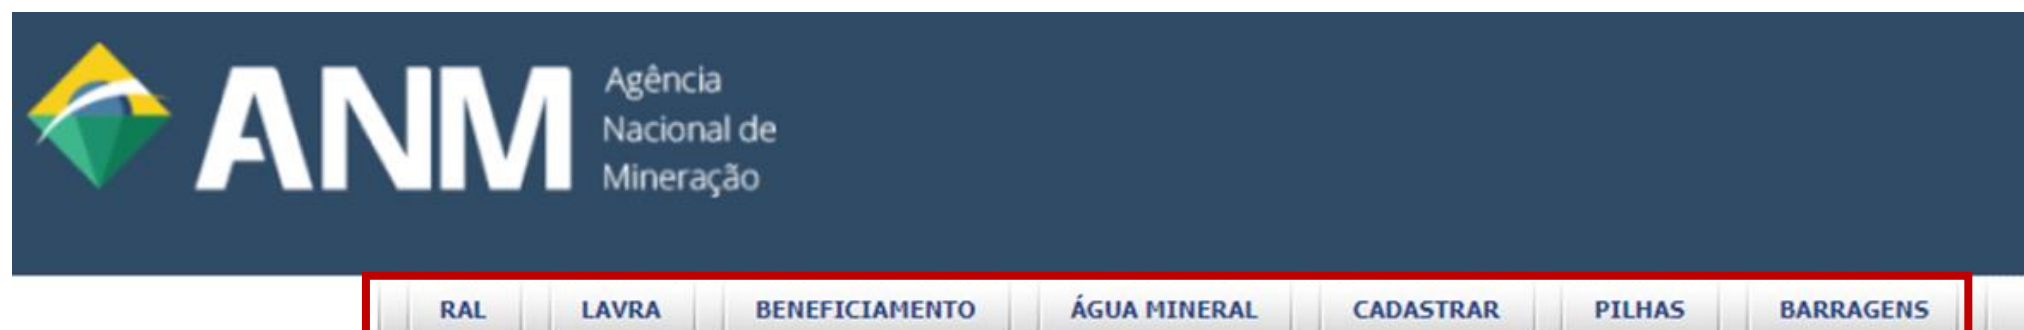 ANM
Agência
Nacional de
Mineração
RAL LAVRA BENEFICIAMENTO ÁGUA MINERAL CADASTRAR PILHAS BARRAGENS